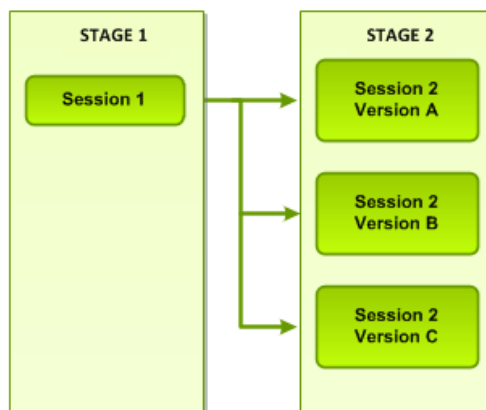 STAGE 1
Session 1
STAGE 2
Session 2
Version A
Session 2
Version B
Session 2
Version C